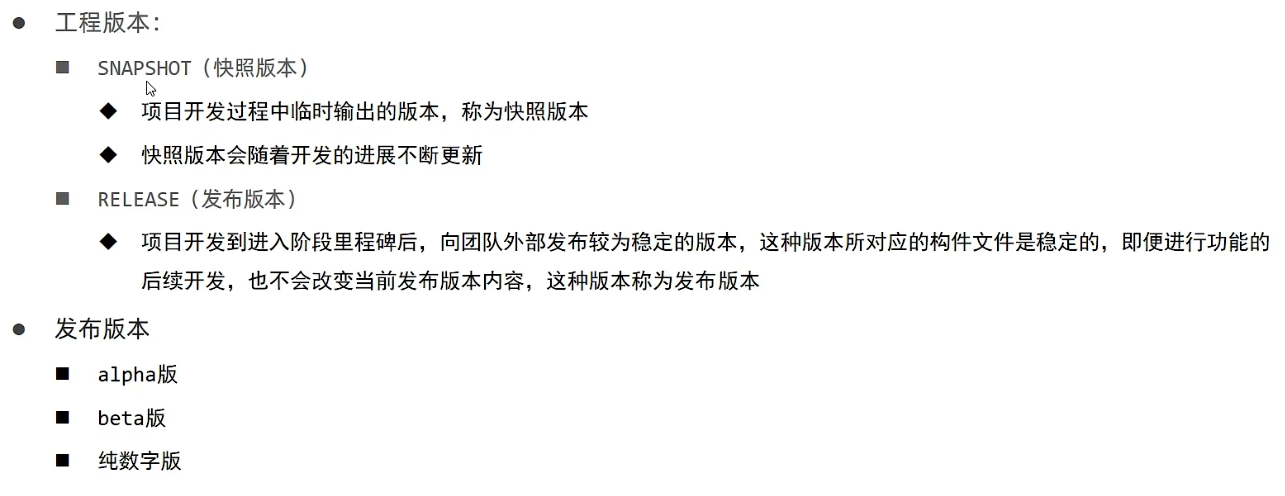 工程版本：
SNAPSHOT（快照版本）
项目开发过程中临时输出的版本，称为快照版本
快照版本会随着开发的进展不断更新
RELEASE（发布版本）
项目开发到进入阶段里程碑后，向团队外部发布较为稳定的版本，这种版本所对应的构件文件是稳定的，即便进行功能的
后续开发，也不会改变当前发布版本内容，这种版本称为发布版本
发布版本
alpha版
beta版
纯数字版